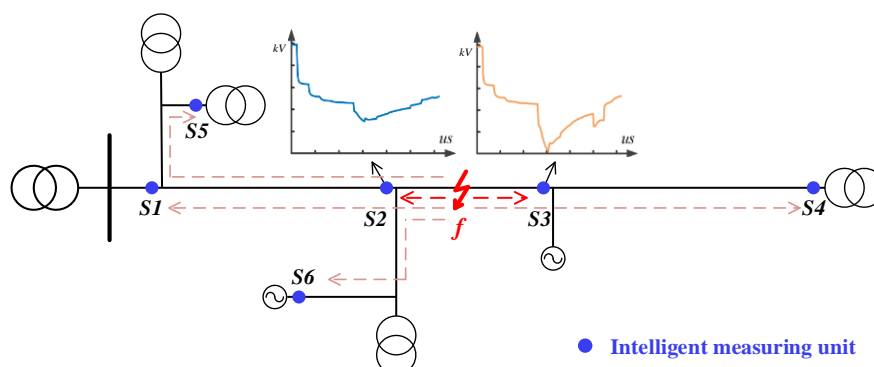 kV
us
kV
us
S5
S1
S2
S3
S4
f
S6
Intelligent measuring unit